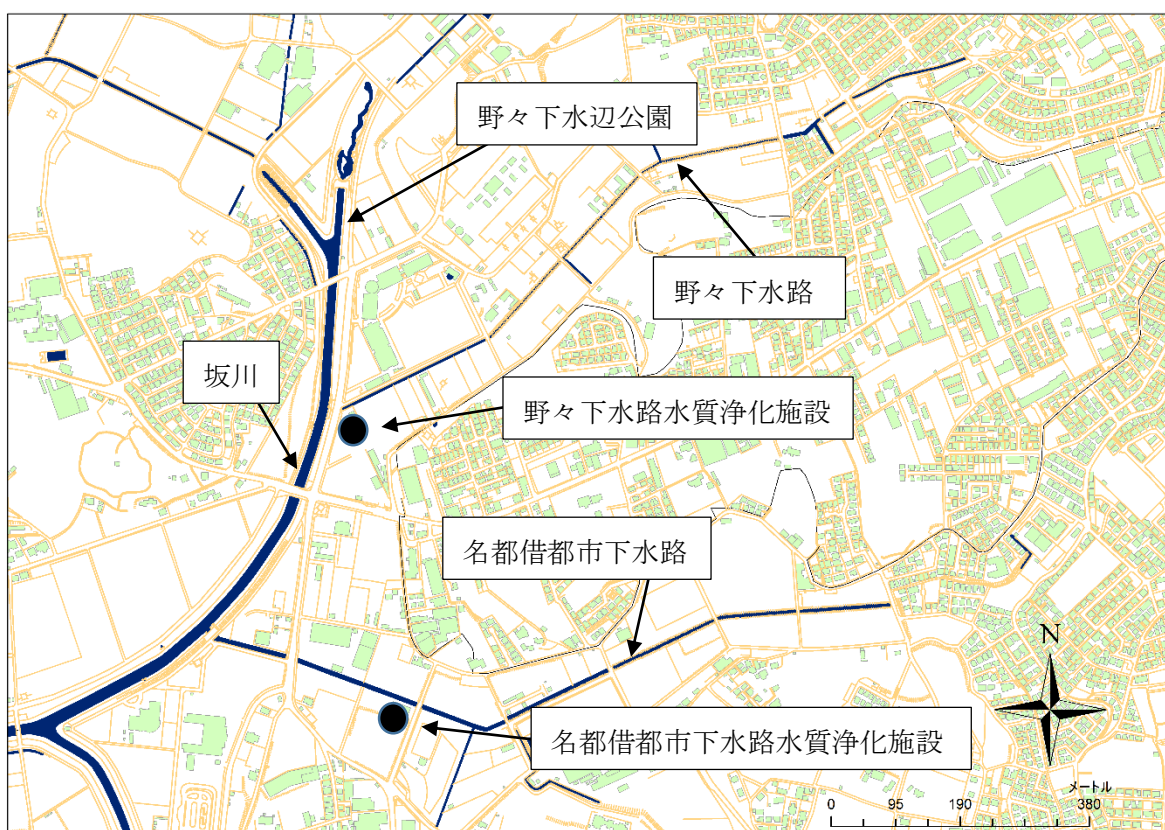 野々下水辺公園
野々下水路
坂川
野々下水路水質浄化施設
名都借都市下水路
N
名都借都市下水路水質浄化施設
メートル
0 95 190 380